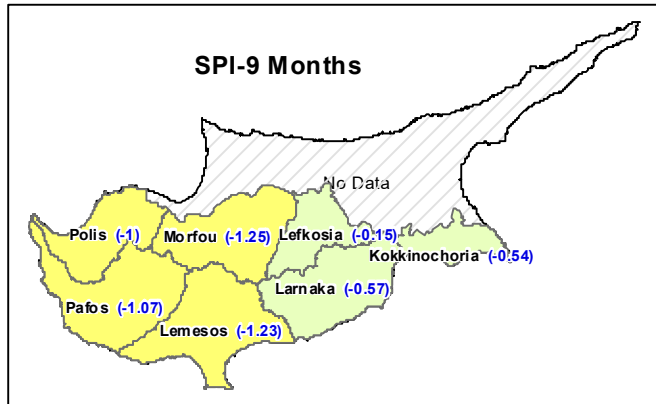 SPI-9 Months
No Data
Polis (-1)
Morfou (-1.25)
Lefkosia (-0.15)
Kokkinochoria (-0.54)
Pafos (-1.07)
Larnaka (-0.57)
Lemesos (-1.23)